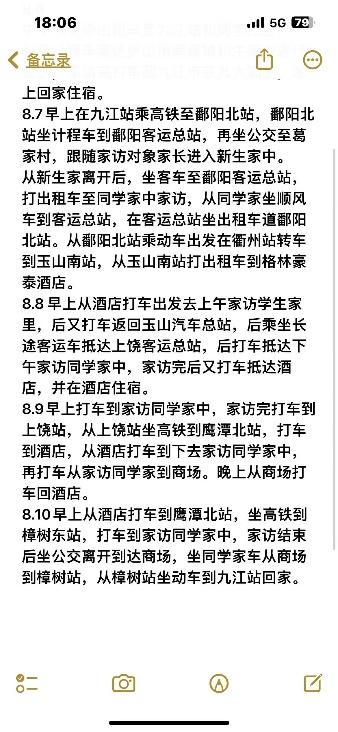 18:06
5G
79
备忘录
上回家住宿。
8.7早上在九江站乘高铁至鄱阳北站，鄱阳北
站坐计程车到鄱阳客运总站，再坐公交至葛
家村，跟随家访对象家长进入新生家中。
从新生家离开后，坐客车至鄱阳客运总站，
打出租车至同学家中家访，从同学家坐顺风
车到客运总站，在客运总站坐出租车道鄱阳
北站。从鄱阳北站乘动车出发在衢州站转车
到玉山南站，从玉山南站打出租车到格林豪
泰酒店。
8.8 早上从酒店打车出发去上午家访学生家
里，后又打车返回玉山汽车总站，后乘坐长
途客运车抵达上饶客运总站，后打车抵达下
午家访同学家中，家访完后又打车抵达酒
店，并在酒店住宿。
8.9早上打车到家访同学家中，家访完打车到
上饶站，从上饶站坐高铁到鹰潭北站，打车
到酒店，从酒店打车到下去家访同学家中，
再打车从家访同学家到商场。晚上从商场打
车回酒店。
8.10早上从酒店打车到鹰潭北站，坐高铁到
樟树东站，打车到家访同学家中，家访结束
后坐公交离开到达商场，坐同学家车从商场
到樟树站，从樟树站坐动车到九江站回家。